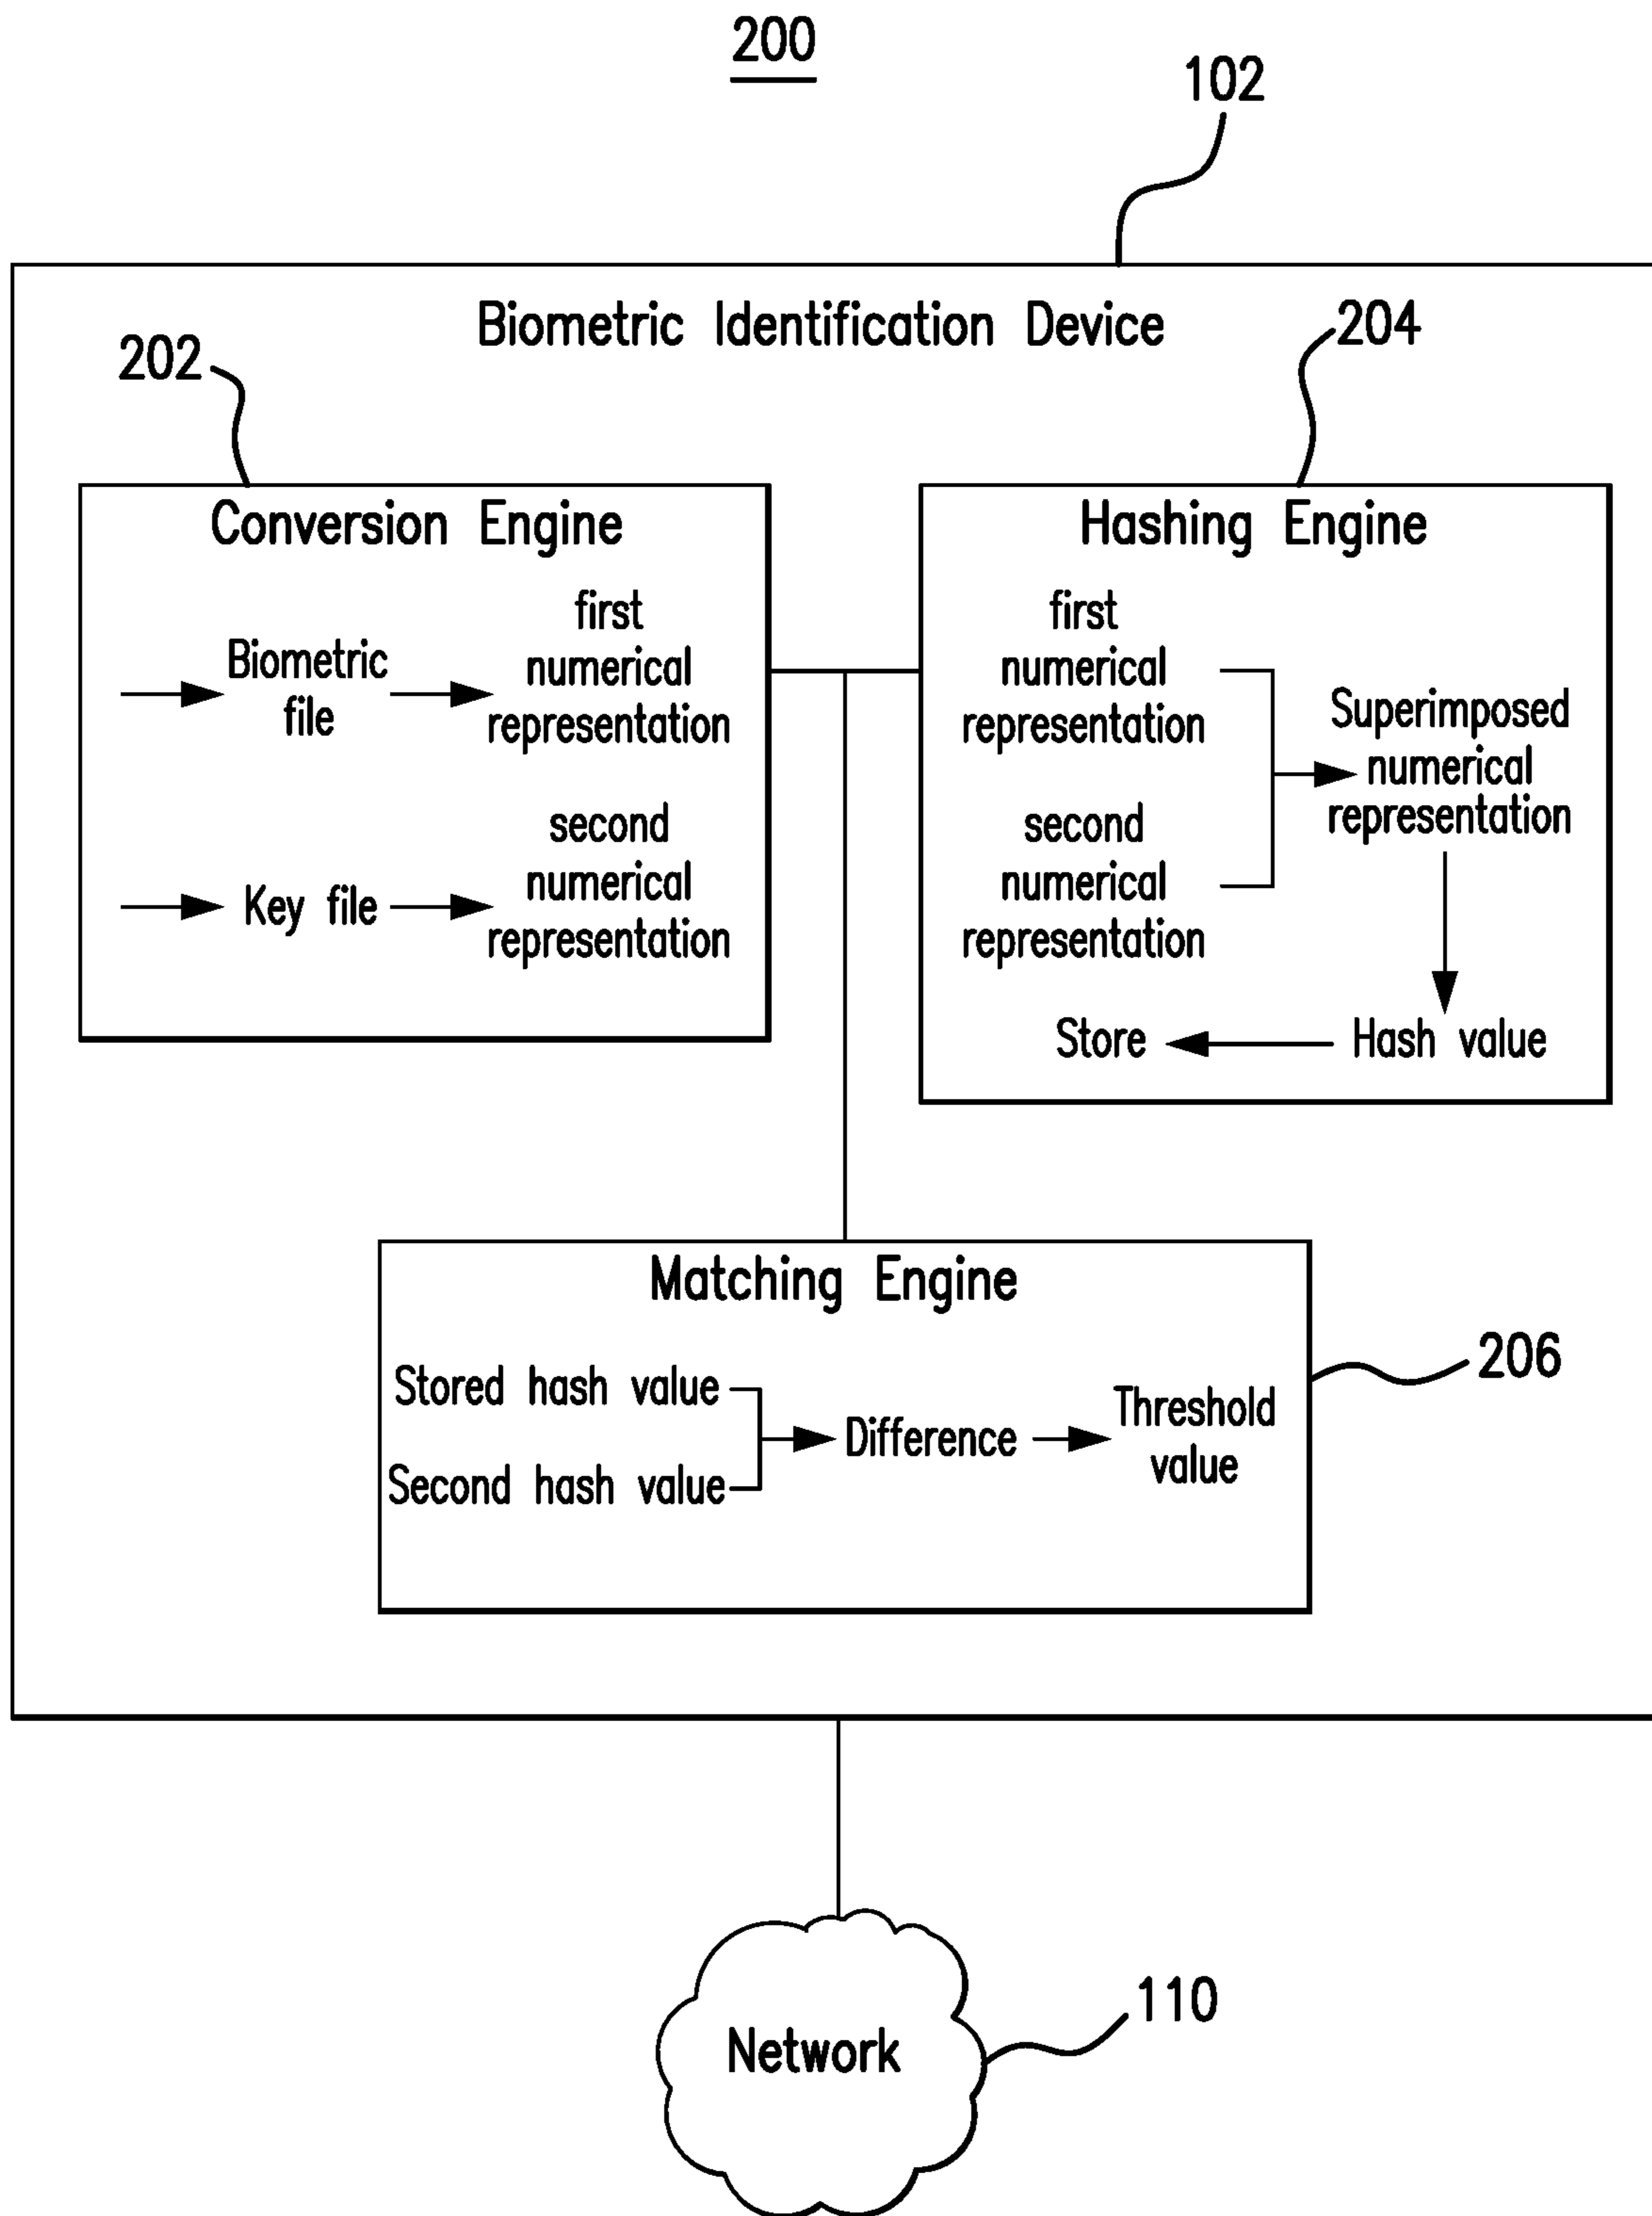 200
102
Biometric Identification Device
202
204
Conversion Engine
Biometric
file
first
numerical
representation
Key file
second
numerical
representation
Hashing Engine
first
numerical
representation
second
numerical
representation
Superimposed
numerical
representation
Hash value
Store
Matching Engine
Stored hash value
Second hash value
Difference
Threshold
value
206
Network
110